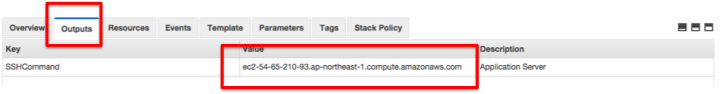 Overview Outputs Resources Events Template Parameters Tags Stack Policy
Key Value Description
SSHCommand ec2-54-65-210-93.ap-northeast-1.compute.amazonaws.com Application Server